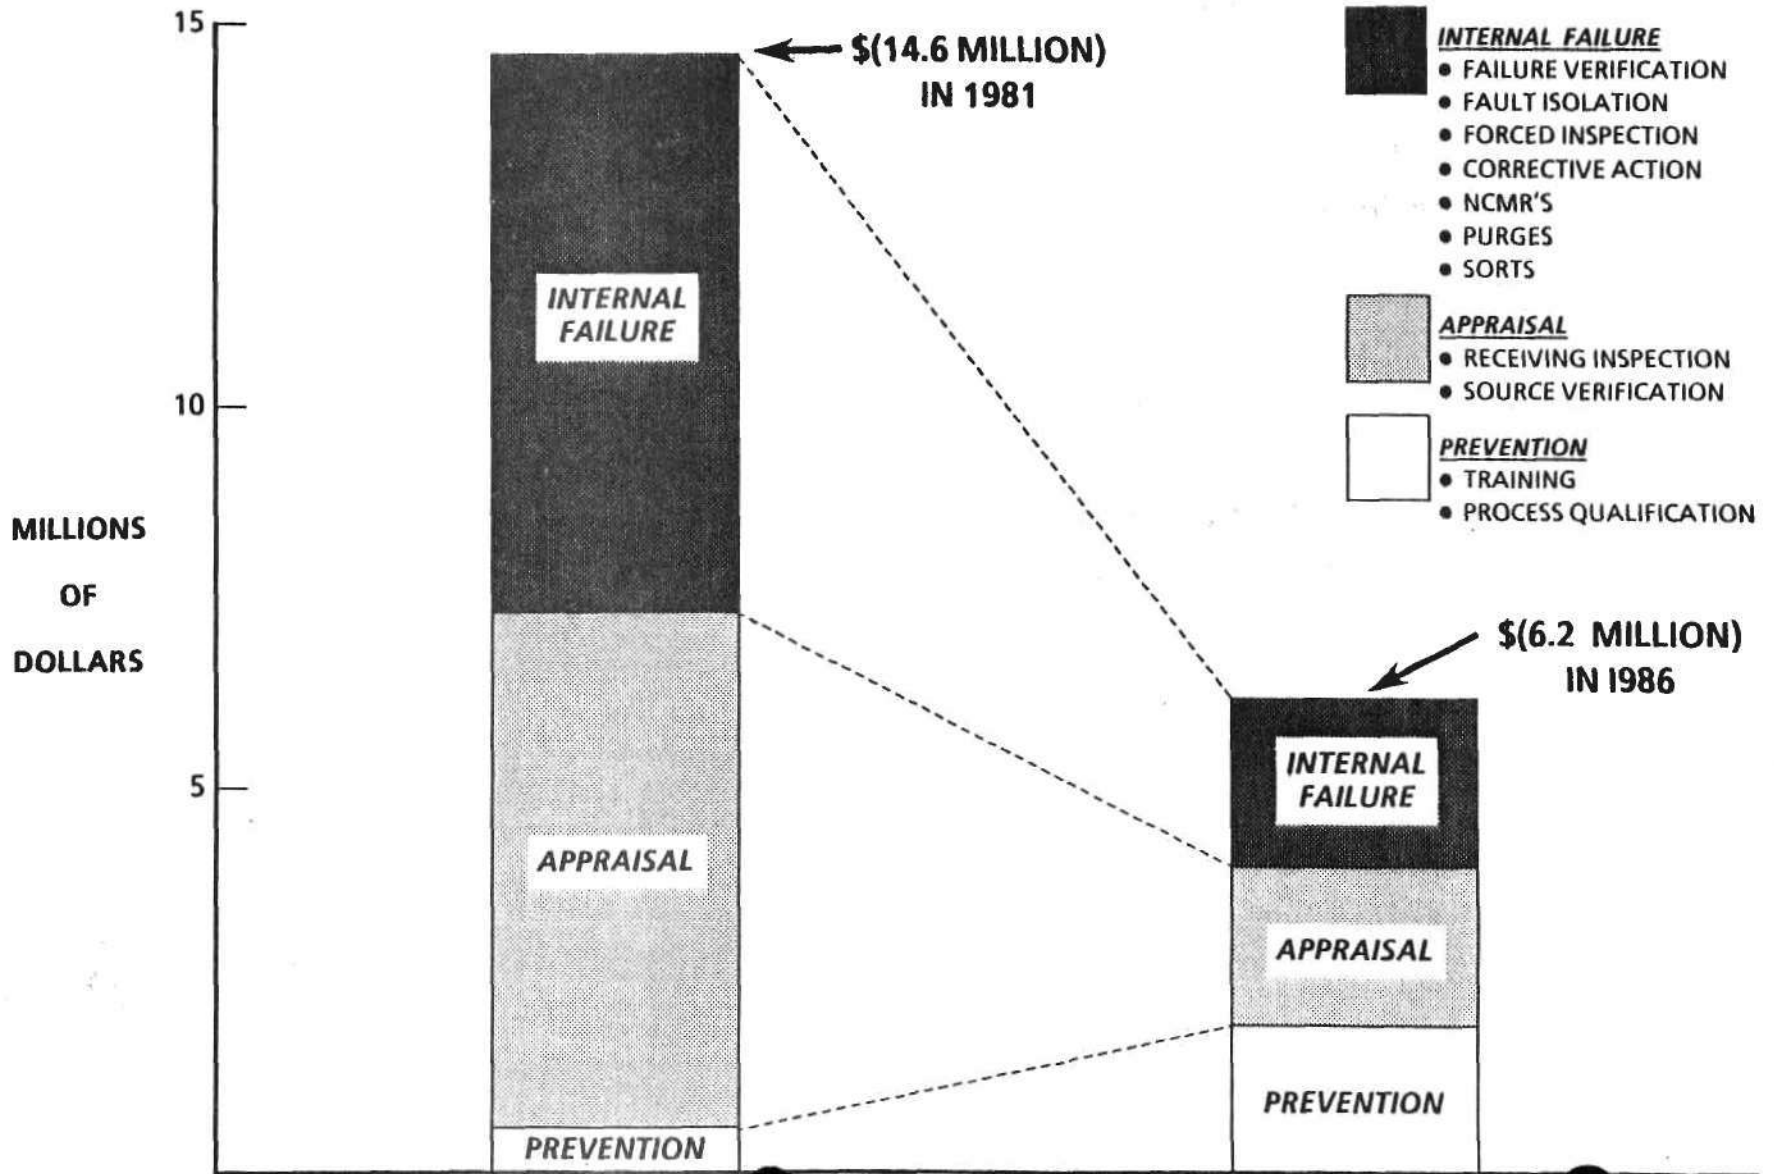 15
$(14.6 MILLION)
IN 1981
INTERNAL FAILURE
• FAILURE VERIFICATION
• FAULT ISOLATION
• FORCED INSPECTION
• CORRECTIVE ACTION
• NCMR'S
• PURGES
• SORTS
APPRAISAL
• RECEIVING INSPECTION
• SOURCE VERIFICATION
PREVENTION
• TRAINING
• PROCESS QUALIFICATION
10
5
MILLIONS
OF
DOLLARS
INTERNAL
FAILURE
APPRAISAL
PREVENTION
$(6.2 MILLION)
IN I986
INTERNAL
FAILURE
APPRAISAL
PREVENTION